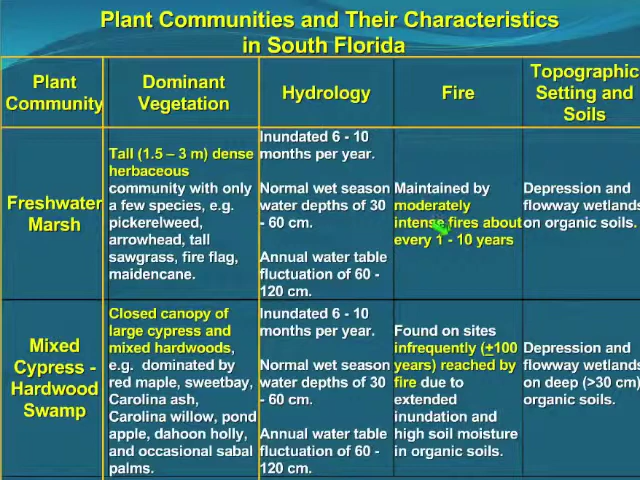 Plant Communities and Their Characteristics
in South Florida
Plant
Community
Dominant
Vegetation
Hydrology
Fire
Topographic
Setting and
Soils
Freshwater
Marsh
Tall (1.5 – 3 m) dense
herbaceous
community with only
a few species, e.g.
pickerelweed,
arrowhead, tall
sawgrass, fire flag,
maidencane.
Inundated 6 - 10
months per year.
Normal wet season
water depths of 30
- 60 cm.
Annual water table
fluctuation of 60 -
120 cm.
Maintained by
moderately
intense fires about
every 1 - 10 years
Depression and
flowway wetlands
on organic soils.
Mixed
Cypress -
Hardwood
Swamp
Closed canopy of
large cypress and
mixed hardwoods,
e.g. dominated by
red maple, sweetbay,
Carolina ash,
Carolina willow, pond
apple, dahoon holly,
and occasional sabal
palms.
Inundated 6 - 10
months per year.
Normal wet season
water depths of 30
- 60 cm.
Annual water table
fluctuation of 60 -
120 cm.
Found on sites
infrequently (±100
years) reached by
fire due to
extended
inundation and
high soil moisture
in organic soils.
Depression and
flowway wetlands
on deep (>30 cm)
organic soils.